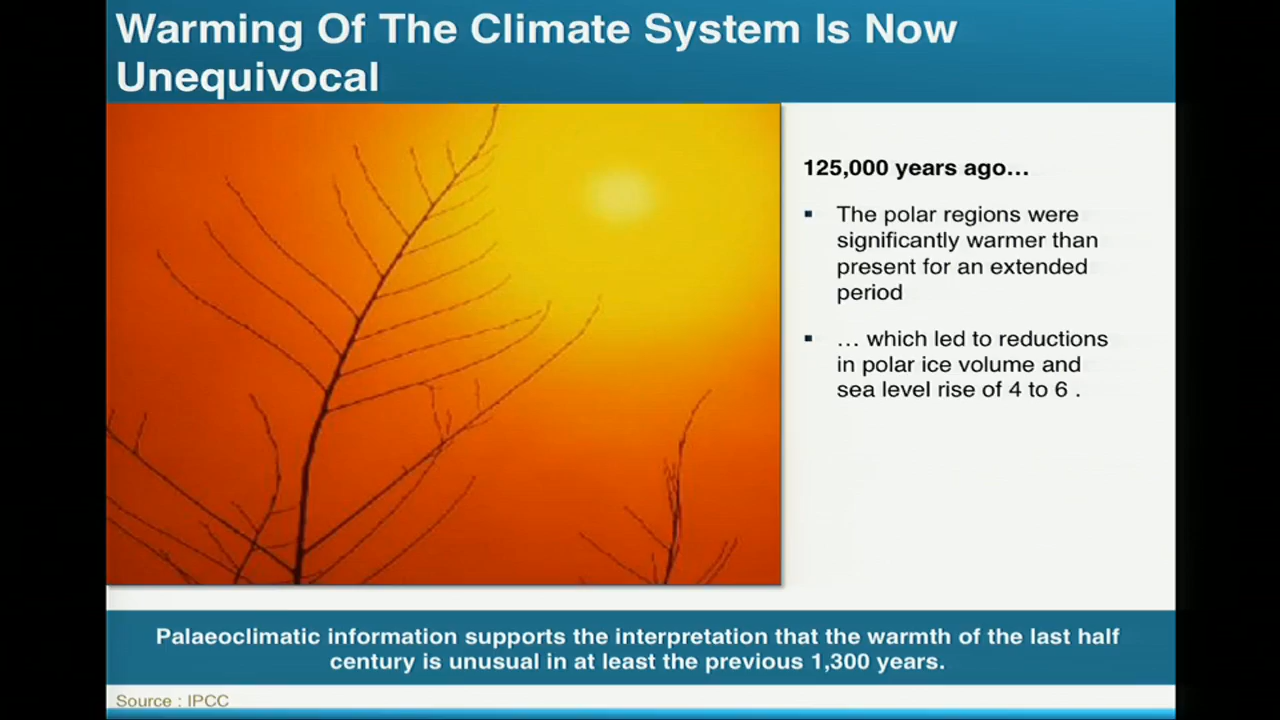 Warming Of The Climate System Is Now
Unequivocal
125,000 years ago…
▪ The polar regions were
significantly warmer than
present for an extended
period
▪ … which led to reductions
in polar ice volume and
sea level rise of 4 to 6 .
Palaeoclimatic information supports the interpretation that the warmth of the last half
century is unusual in at least the previous 1,300 years.
Source : IPCC